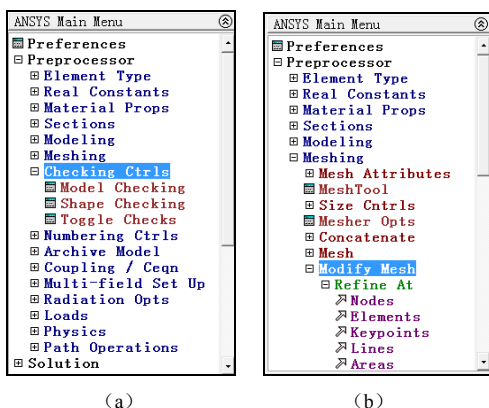 ANSYS Main Menu
Preferences
Preprocessor
Element Type
Real Constants
Material Props
Sections
Modeling
Meshing
Checking Ctrls
Model Checking
Shape Checking
Toggle Checks
Numbering Ctrls
Archive Model
Coupling / Ceqn
Multi-field Set Up
Radiation Opts
Loads
Physics
Path Operations
Solution
(a)
ANSYS Main Menu
Preferences
Preprocessor
Element Type
Real Constants
Material Props
Sections
Modeling
Meshing
Mesh Attributes
MeshTool
Size Cntrls
Mesher Opts
Concatenate
Mesh
Modify Mesh
Refine At
Nodes
Elements
Keypoints
Lines
Areas
(b)